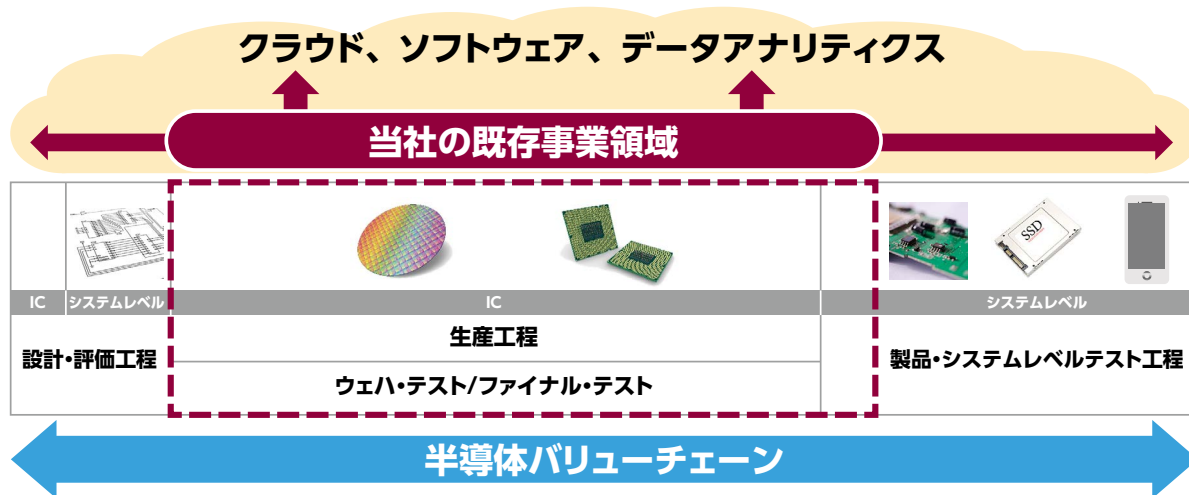 クラウド、ソフトウェア、データアナリティクス
当社の既存事業領域
SSD
IC
システムレベル
IC
システムレベル
設計・評価工程
生産工程
ウェハ・テスト/ファイナル・テスト
製品・システムレベルテスト工程
半導体バリューチェーン